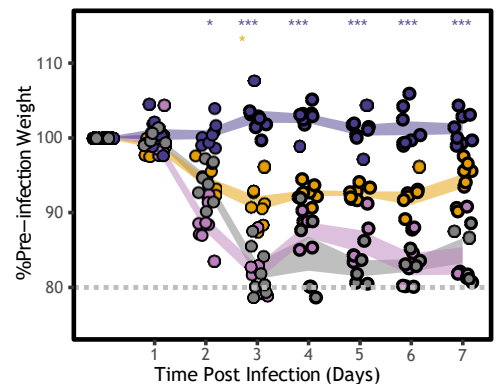 * *** *** *** *** ***
*
%Pre−infection Weight
110
100
90
80
1 2 3 4 5 6 7
Time Post Infection (Days)